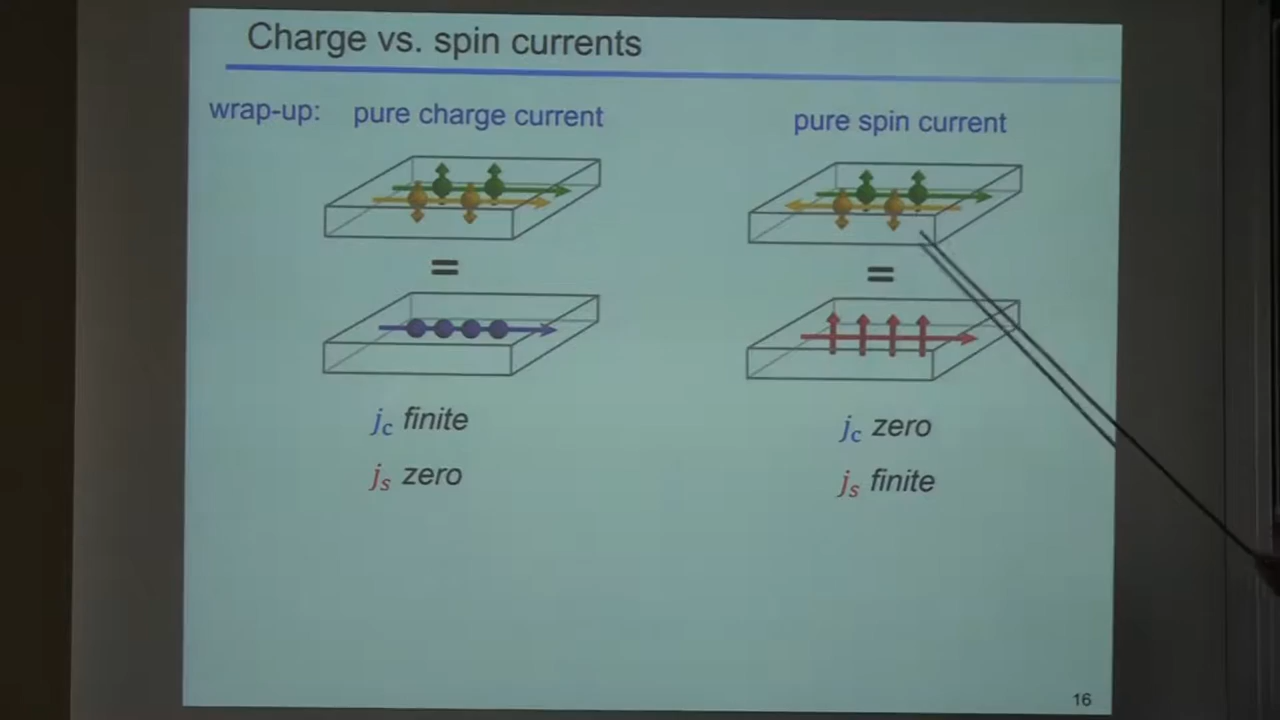 Charge vs. spin currents
wrap-up: pure charge current
pure spin current
=
=
jc finite
js zero
jc zero
js finite
16